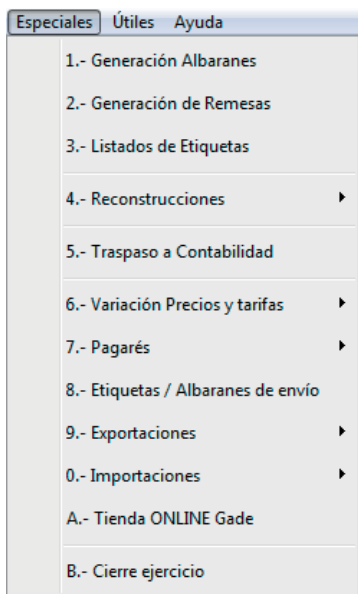 Especiales Útiles Ayuda
1.- Generación Albaranes
2.- Generación de Remesas
3.- Listados de Etiquetas
4.- Reconstrucciones
5.- Traspaso a Contabilidad
6.- Variación Precios y tarifas
7.- Pagarés
8.- Etiquetas / Albaranes de envío
9.- Exportaciones
0.- Importaciones
A.- Tienda ONLINE Gade
B.- Cierre ejercicio